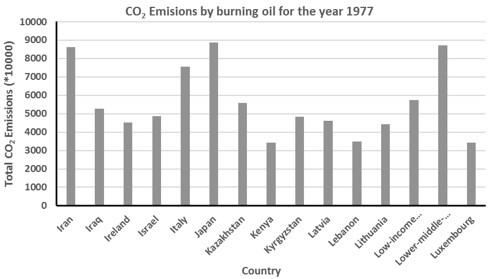 CO2 Emisions by burning oil for the year 1977
Total CO2 Emissions (*10000)
10000
9000
8000
7000
6000
5000
4000
3000
2000
1000
0
Iran
Iraq
Ireland
Israel
Italy
Japan
Kazakhstan
Kenya
Kyrgyzstan
Latvia
Lebanon
Lithuania
Low-income...
Lower-middle-...
Luxembourg
Country